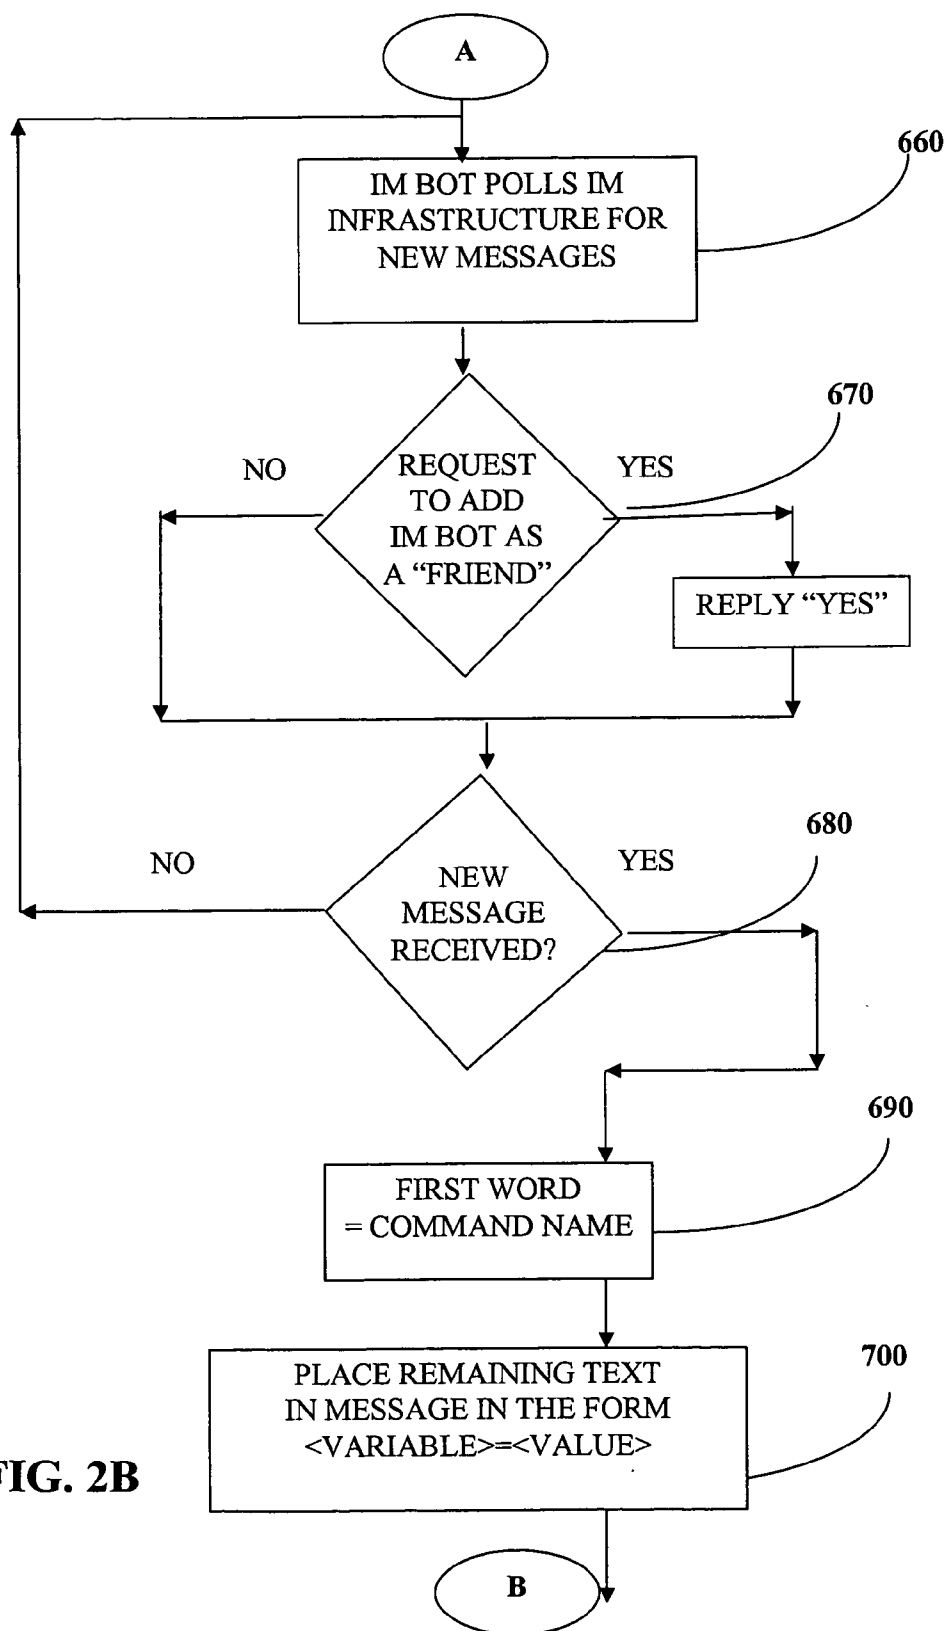 A
660
IM BOT POLLS IM
INFRASTRUCTURE FOR
NEW MESSAGES
670
NO
YES
REQUEST
TO ADD
IM BOT AS
A “FRIEND”
REPLY “YES”
680
NO
YES
NEW
MESSAGE
RECEIVED?
690
FIRST WORD
= COMMAND NAME
700
PLACE REMAINING TEXT
IN MESSAGE IN THE FORM
<VARIABLE>=<VALUE>
FIG. 2B
B